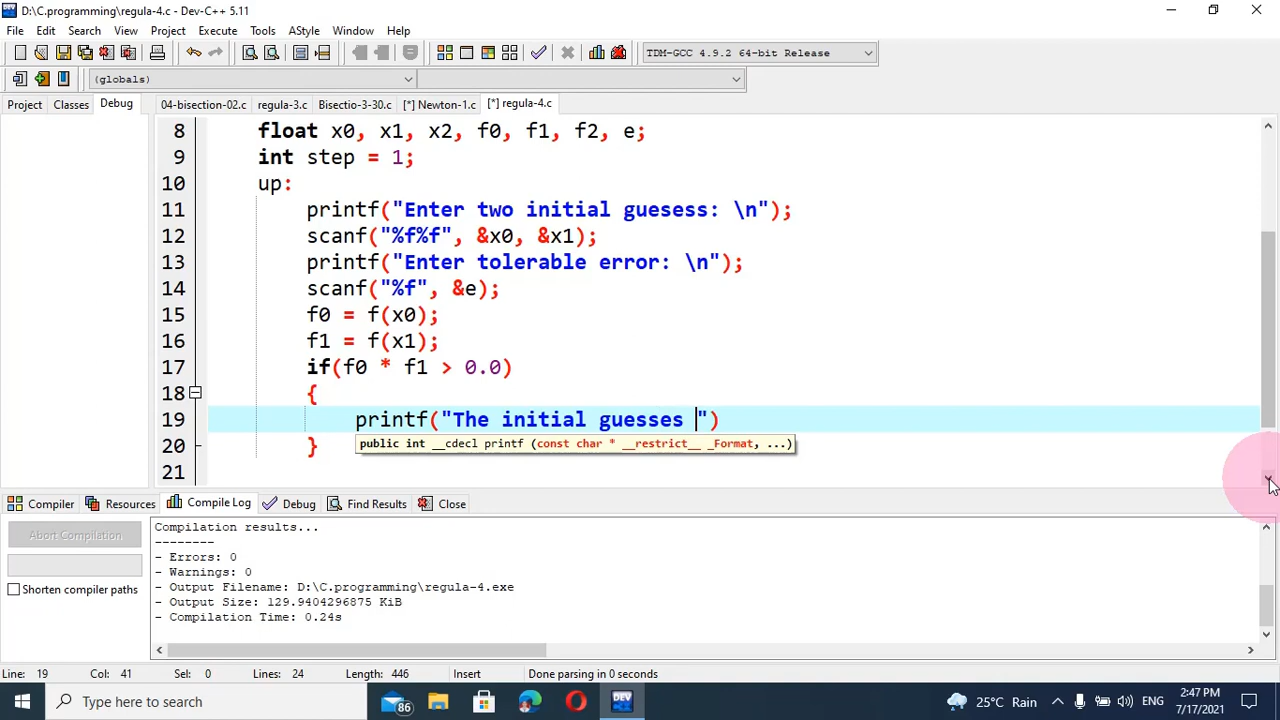 D:\C.programming\regula-4.c - Dev-C++ 5.11
File Edit Search View Project Execute Tools AStyle Window Help
TDM-GCC 4.9.2 64-bit Release
(globals)
Project Classes Debug 04-bisection-02.c regula-3.c Bisectio-3-30.c [*] Newton-1.c [*] regula-4.c
8 float x0, x1, x2, f0, f1, f2, e;
9 int step = 1;
10 up:
11 printf("Enter two initial guesess: \n");
12 scanf("%f%f", &x0, &x1);
13 printf("Enter tolerable error: \n");
14 scanf("%f", &e);
15 f0 = f(x0);
16 f1 = f(x1);
17 if(f0 * f1 > 0.0)
18 {
19 printf("The initial guesses ")
public int __cdecl printf (const char * __restrict__ _Format, ...)
20 }
21
Compiler Resources Compile Log Debug Find Results Close
Abort Compilation
Shorten compiler paths
Compilation results...
--------
- Errors: 0
- Warnings: 0
- Output Filename: D:\C.programming\regula-4.exe
- Output Size: 129.9404296875 KiB
- Compilation Time: 0.24s
Line: 19 Col: 41 Sel: 0 Lines: 24 Length: 446 Insert Done parsing in 0 seconds
Type here to search
86
DEV
25°C Rain
ENG
2:47 PM
7/17/2021